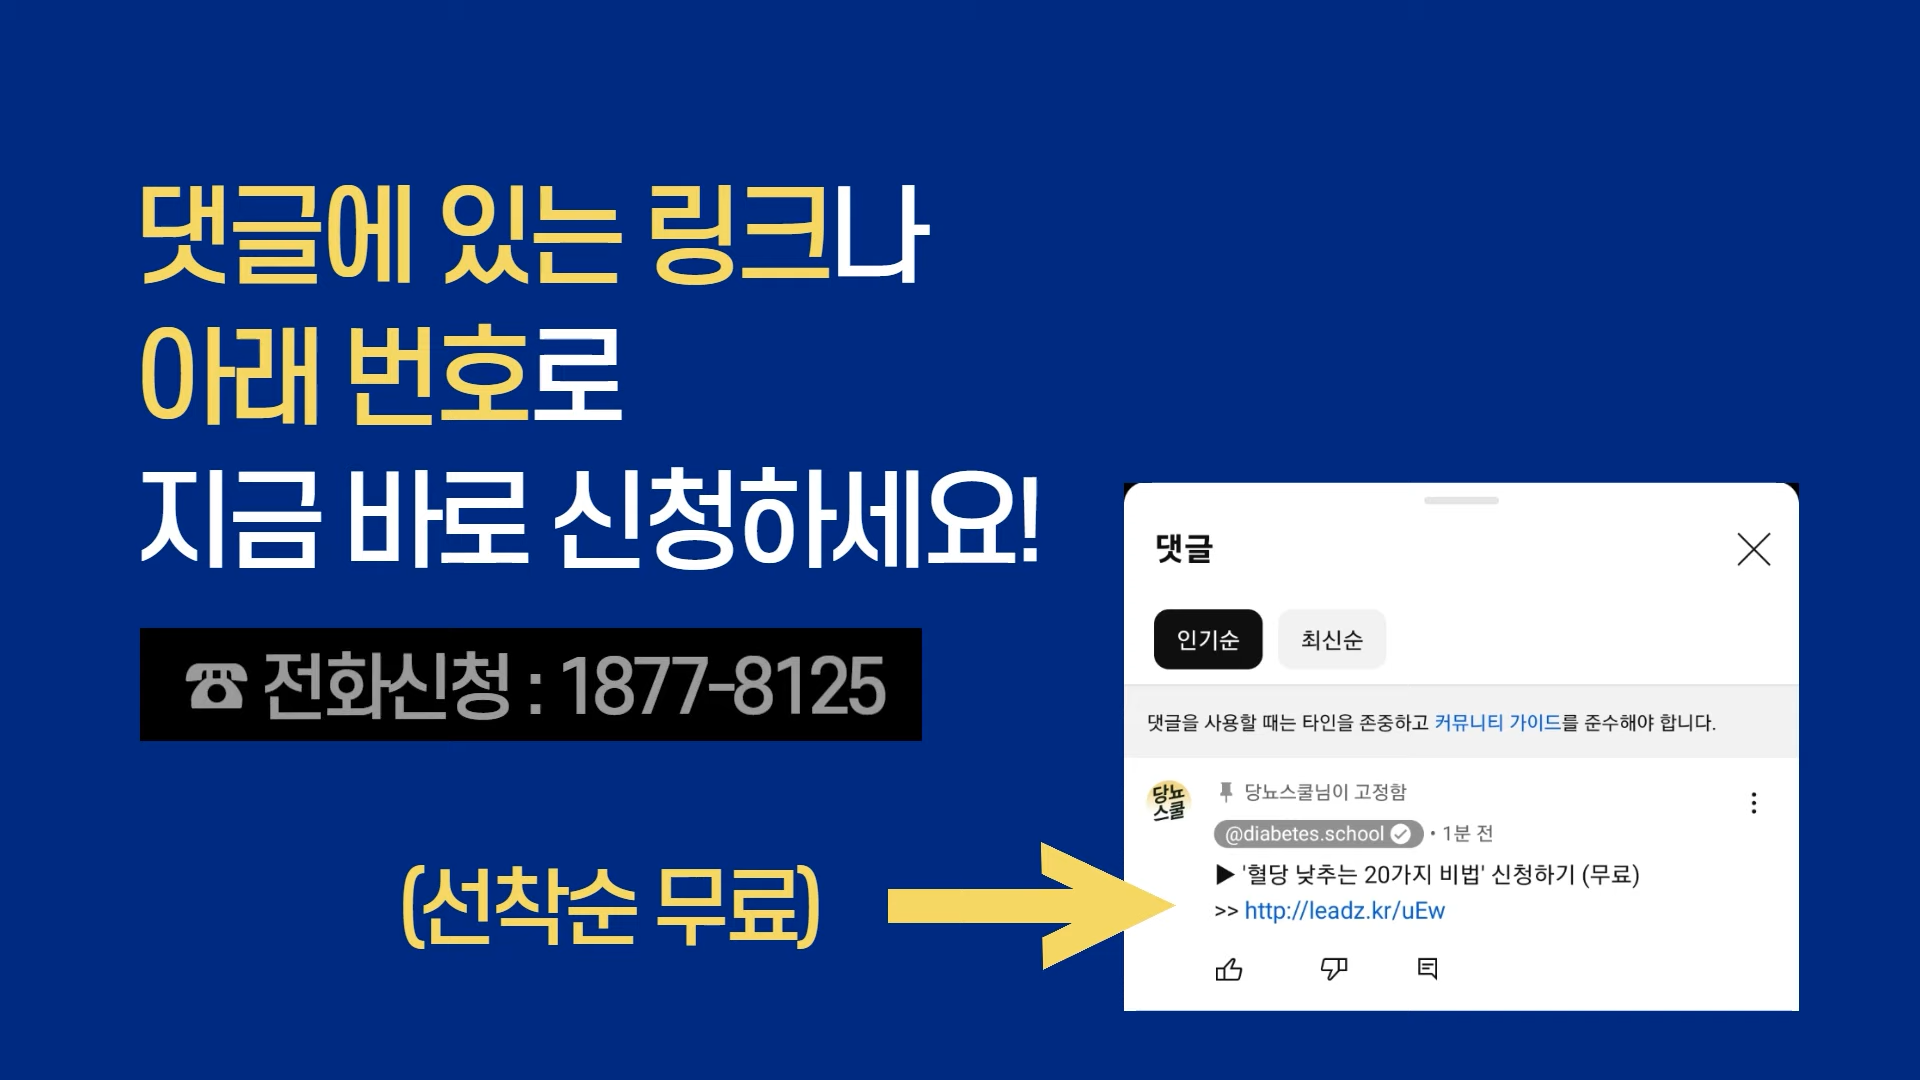 댓글에 있는 링크나
아래 번호로
지금 바로 신청하세요!
☎ 전화신청 : 1877-8125
(선착순 무료)
댓글
인기순 최신순
댓글을 사용할 때는 타인을 존중하고 커뮤니티 가이드를 준수해야 합니다.
당뇨
스쿨
당뇨스쿨님이 고정함
@diabetes.school • 1분 전
▶ '혈당 낮추는 20가지 비법' 신청하기 (무료)
>> http://leadz.kr/uEw